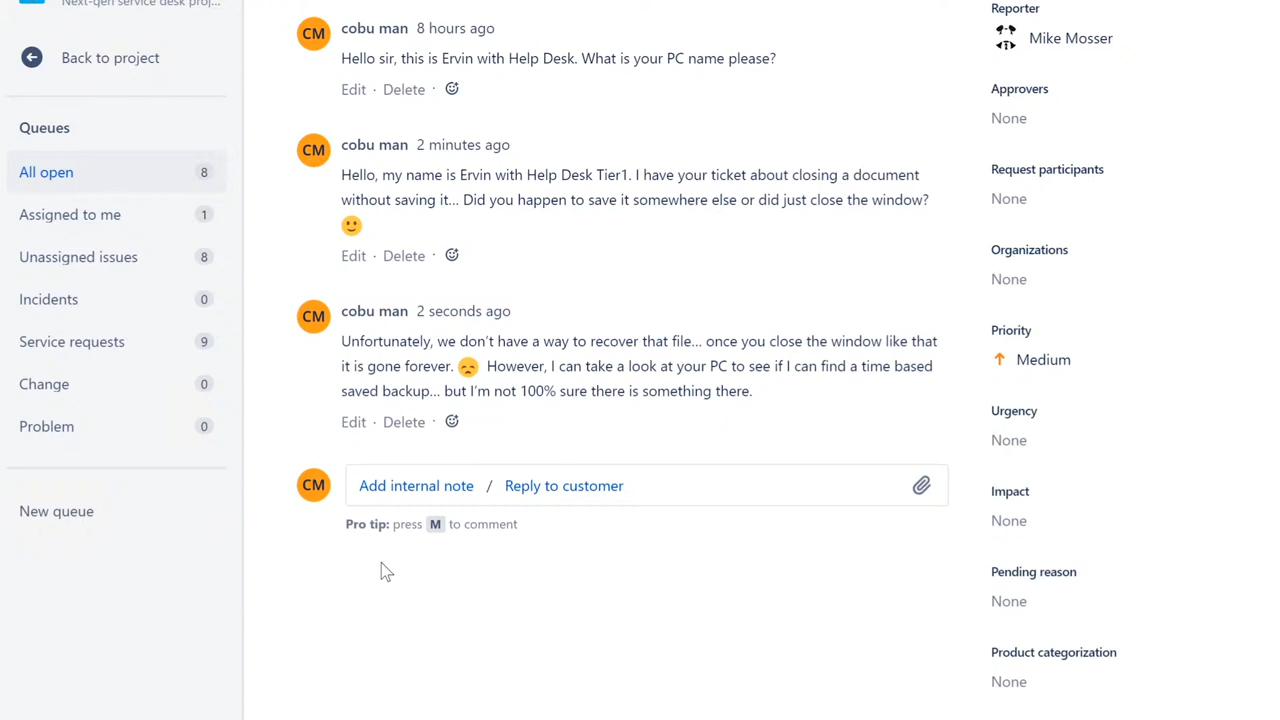 Next-gen service desk proj...
Back to project
Queues
All open 8
Assigned to me 1
Unassigned issues 8
Incidents 0
Service requests 9
Change 0
Problem 0
New queue
CM cobu man 8 hours ago
Hello sir, this is Ervin with Help Desk. What is your PC name please?
Edit · Delete ·
CM cobu man 2 minutes ago
Hello, my name is Ervin with Help Desk Tier1. I have your ticket about closing a document
without saving it... Did you happen to save it somewhere else or did just close the window?
Edit · Delete ·
CM cobu man 2 seconds ago
Unfortunately, we don't have a way to recover that file... once you close the window like that
it is gone forever. However, I can take a look at your PC to see if I can find a time based
saved backup... but I'm not 100% sure there is something there.
Edit · Delete ·
CM Add internal note / Reply to customer
Pro tip: press M to comment
Reporter
Mike Mosser
Approvers
None
Request participants
None
Organizations
None
Priority
Medium
Urgency
None
Impact
None
Pending reason
None
Product categorization
None